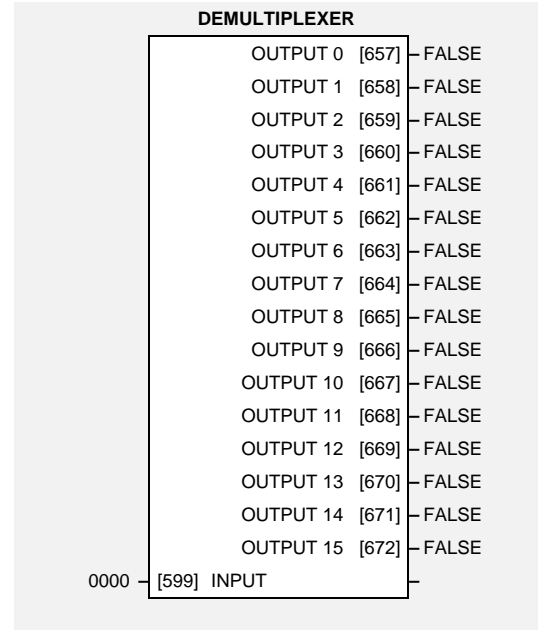 DEMULTIPLEXER
OUTPUT 0 [657] FALSE
OUTPUT 1 [658] FALSE
OUTPUT 2 [659] FALSE
OUTPUT 3 [660] FALSE
OUTPUT 4 [661] FALSE
OUTPUT 5 [662] FALSE
OUTPUT 6 [663] FALSE
OUTPUT 7 [664] FALSE
OUTPUT 8 [665] FALSE
OUTPUT 9 [666] FALSE
OUTPUT 10 [667] FALSE
OUTPUT 11 [668] FALSE
OUTPUT 12 [669] FALSE
OUTPUT 13 [670] FALSE
OUTPUT 14 [671] FALSE
OUTPUT 15 [672] FALSE
0000 [599] INPUT